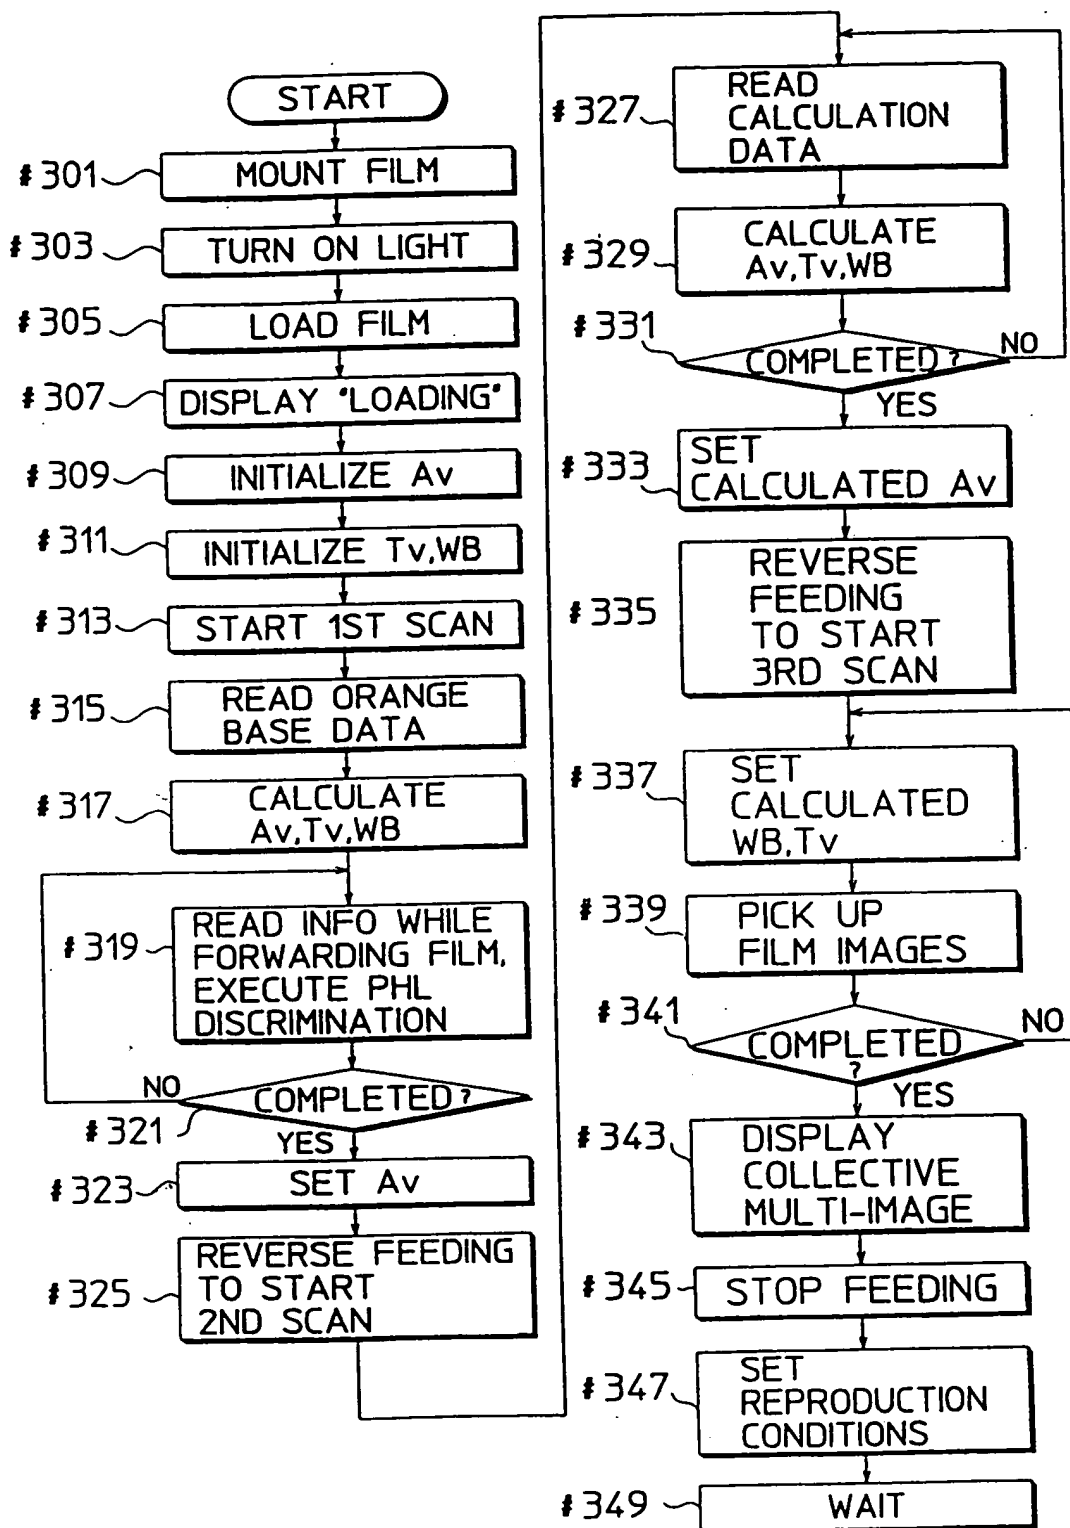 START
#301
MOUNT FILM
#303
TURN ON LIGHT
#305
LOAD FILM
#307
DISPLAY "LOADING"
#309
INITIALIZE Av
#311
INITIALIZE Tv,WB
#313
START 1ST SCAN
#315
READ ORANGE
BASE DATA
#317
CALCULATE
Av,Tv,WB
#319
READ INFO WHILE
FORWARDING FILM,
EXECUTE PHL
DISCRIMINATION
NO
COMPLETED?
#321
YES
#323
SET Av
#325
REVERSE FEEDING
TO START
2ND SCAN
#327
READ
CALCULATION
DATA
#329
CALCULATE
Av,Tv,WB
#331
COMPLETED?
NO
YES
#333
SET
CALCULATED Av
#335
REVERSE
FEEDING
TO START
3RD SCAN
#337
SET
CALCULATED
WB,Tv
#339
PICK UP
FILM IMAGES
#341
COMPLETED
?
NO
YES
#343
DISPLAY
COLLECTIVE
MULTI-IMAGE
#345
STOP FEEDING
#347
SET
REPRODUCTION
CONDITIONS
#349
WAIT